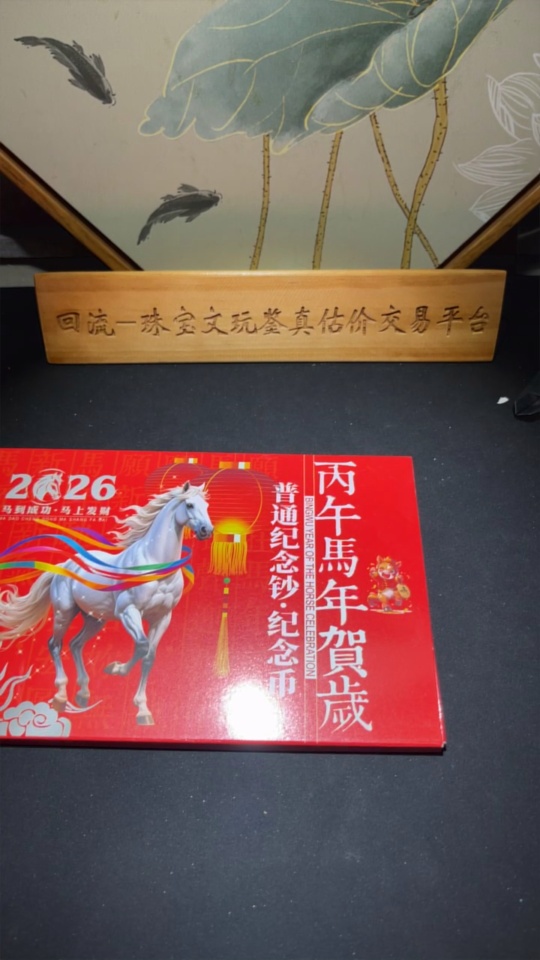 回流—珠宝文玩鉴真估价交易平台
2026
马到成功·马上发财
丙午馬年賀歲
BINGWU YEAR OF THE HORSE CELEBRATION
普通纪念钞·纪念币